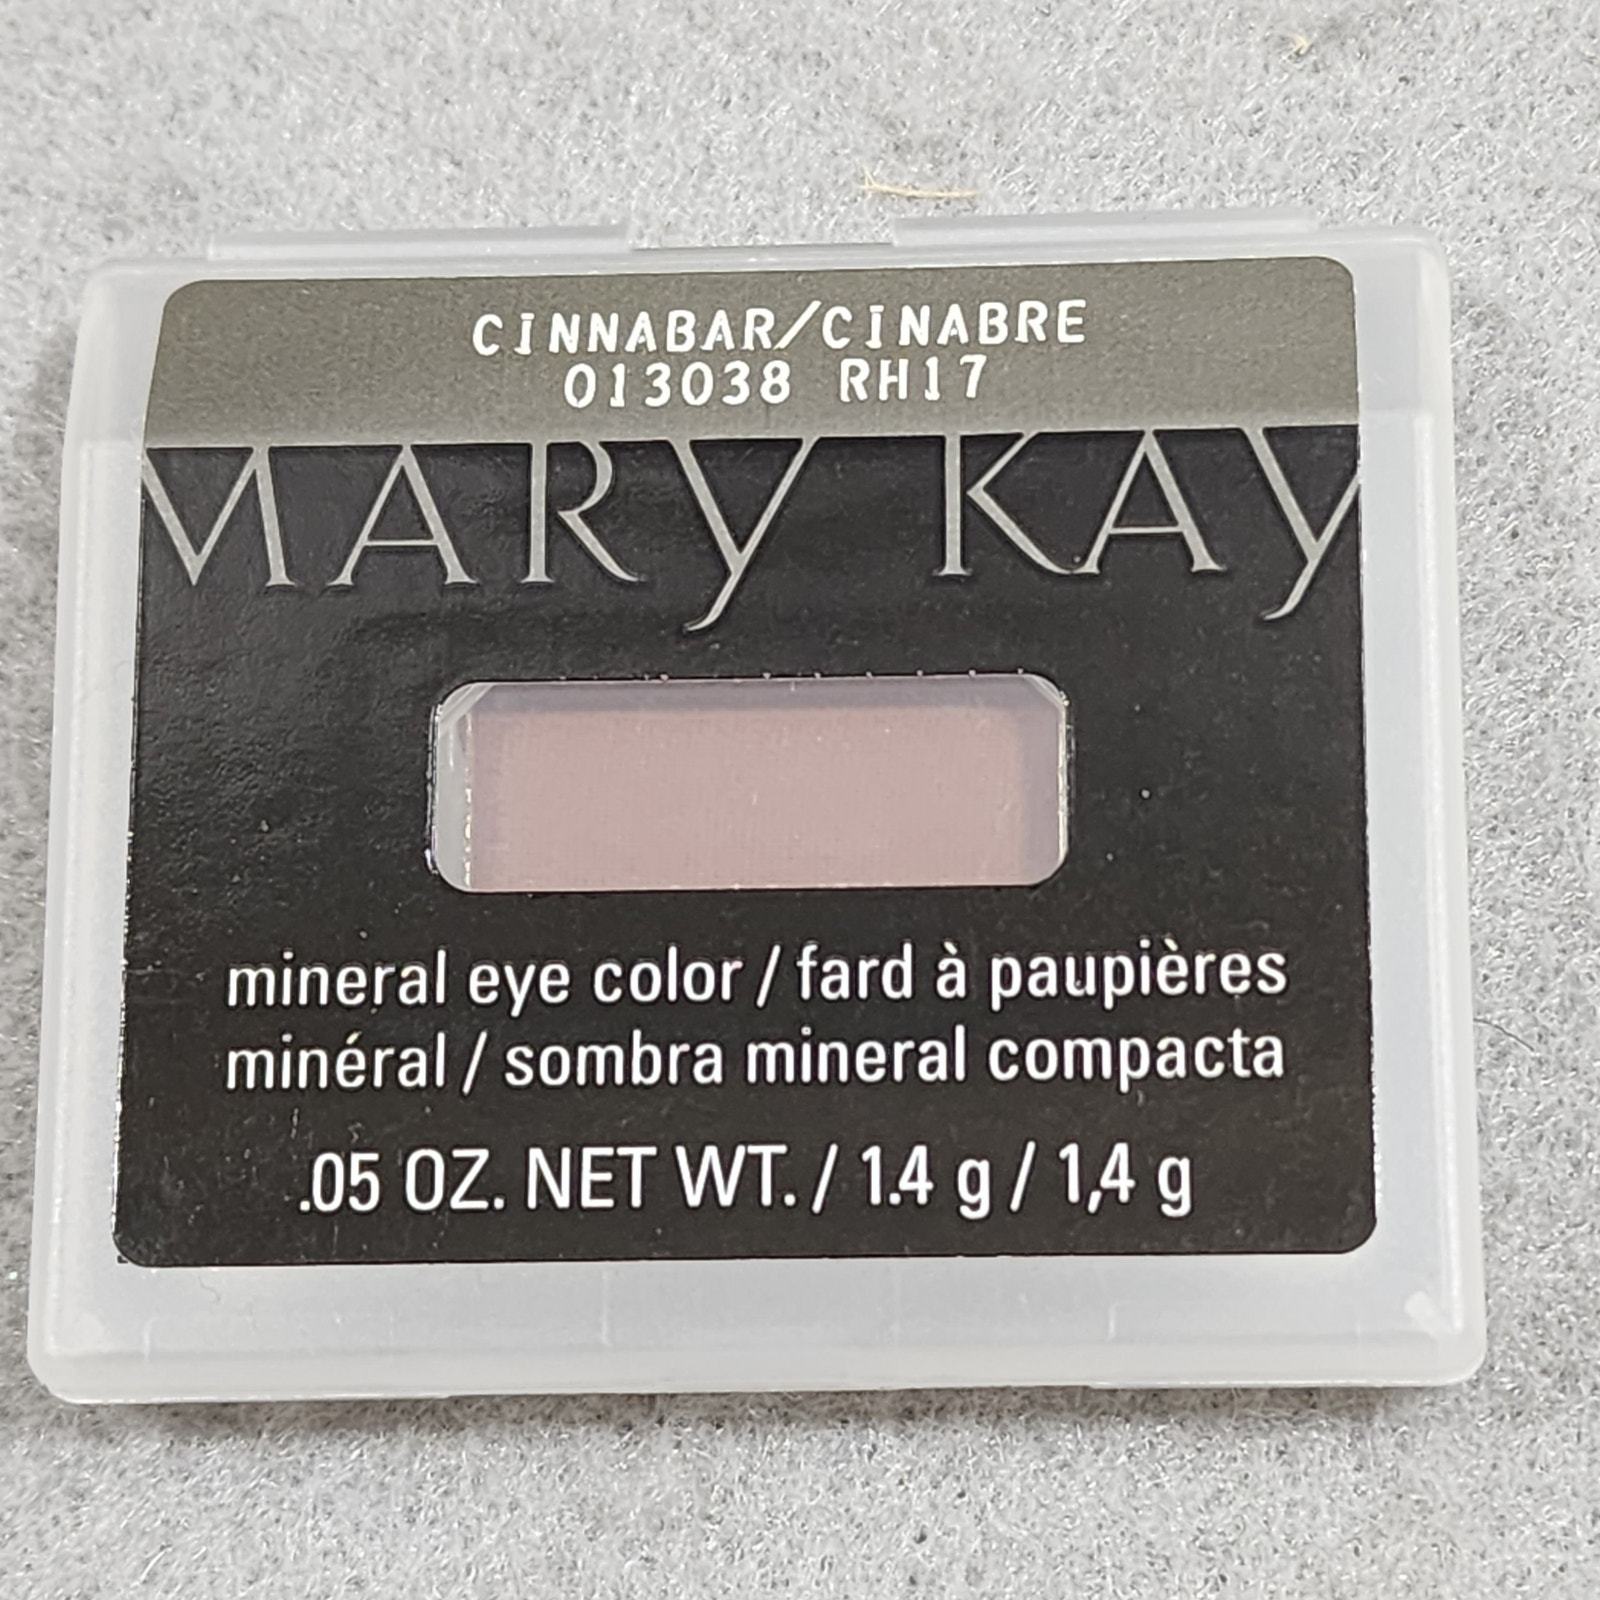 CINNABAR/CINABRE
013038 RH17
MARY KAY
mineral eye color / fard à paupières
minéral / sombra mineral compacta
.05 OZ. NET WT. / 1.4 g / 1,4 g